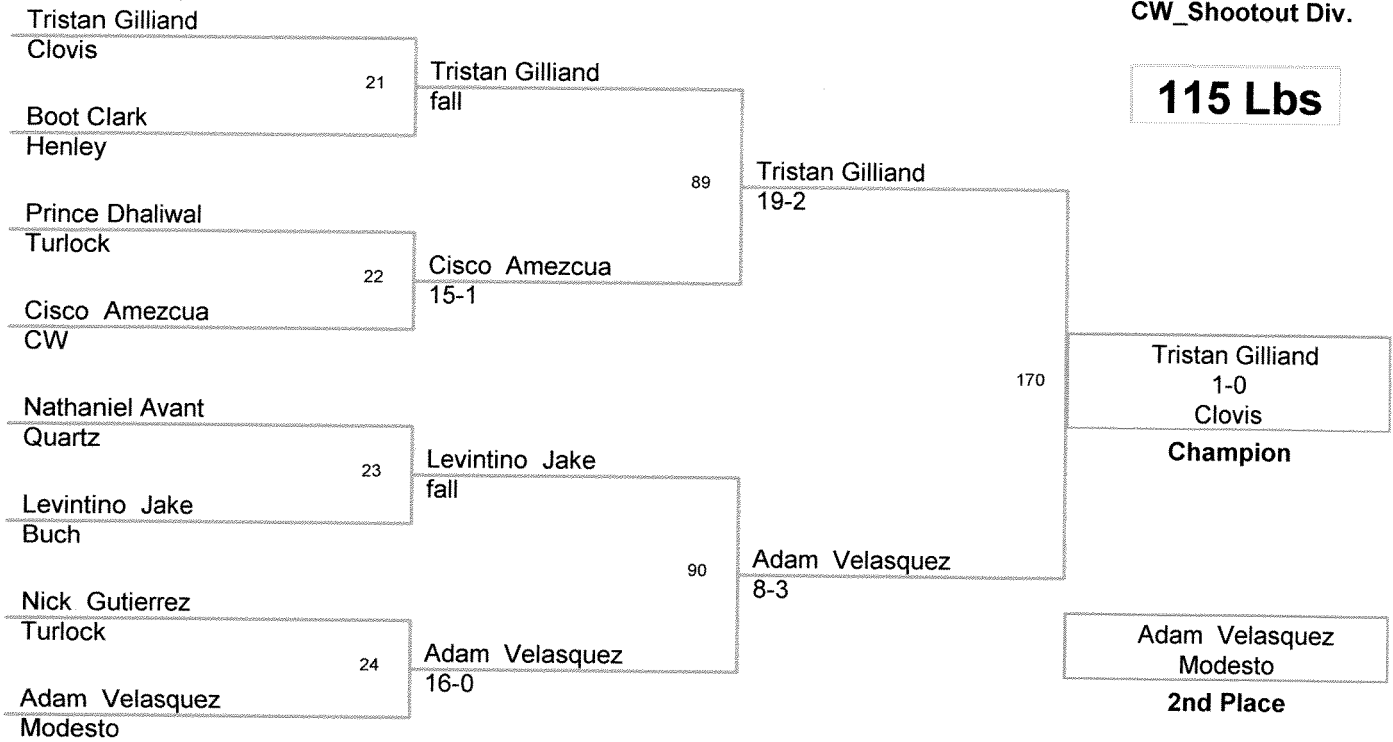 CW_Shootout Div.
115 Lbs
Tristan Gilliand
Clovis
21
Boot Clark
Henley
Tristan Gilliand
fall
Prince Dhaliwal
Turlock
22
Cisco Amezcua
CW
Cisco Amezcua
15-1
89
Tristan Gilliand
19-2
Nathaniel Avant
Quartz
23
Levintino Jake
Buch
Levintino Jake
fall
Nick Gutierrez
Turlock
24
Adam Velasquez
Modesto
Adam Velasquez
16-0
90
Adam Velasquez
8-3
170
Tristan Gilliand
1-0
Clovis
Champion
Adam Velasquez
Modesto
2nd Place